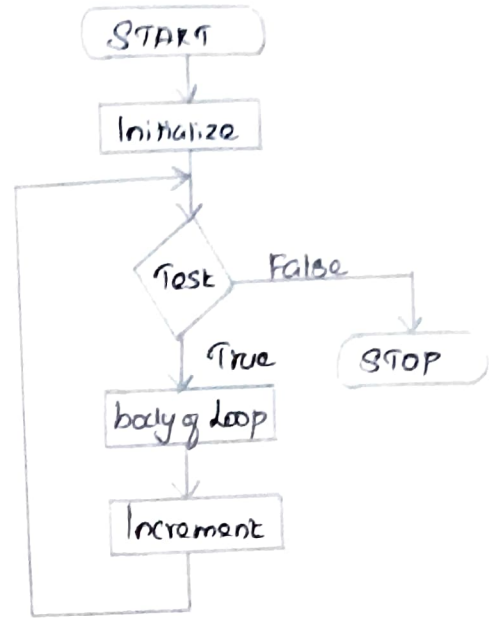 START
Initialize
Test
False
True
STOP
body of Loop
Increment